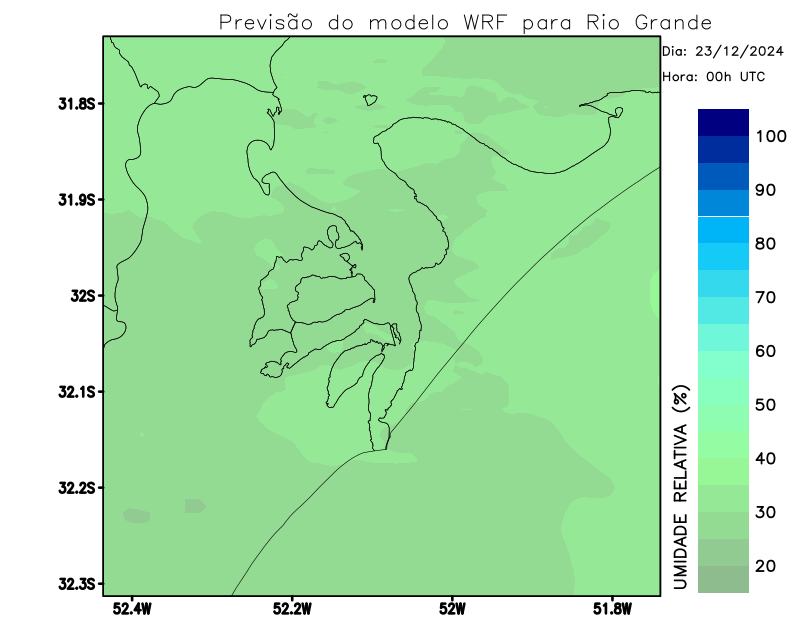 Previsão do modelo WRF para Rio Grande
Dia: 23/12/2024
Hora: 00h UTC
31.8S
31.9S
32S
32.1S
32.2S
32.3S
52.4W
52.2W
52W
51.8W
100
90
80
70
60
50
40
30
20
UMIDADE RELATIVA (%)